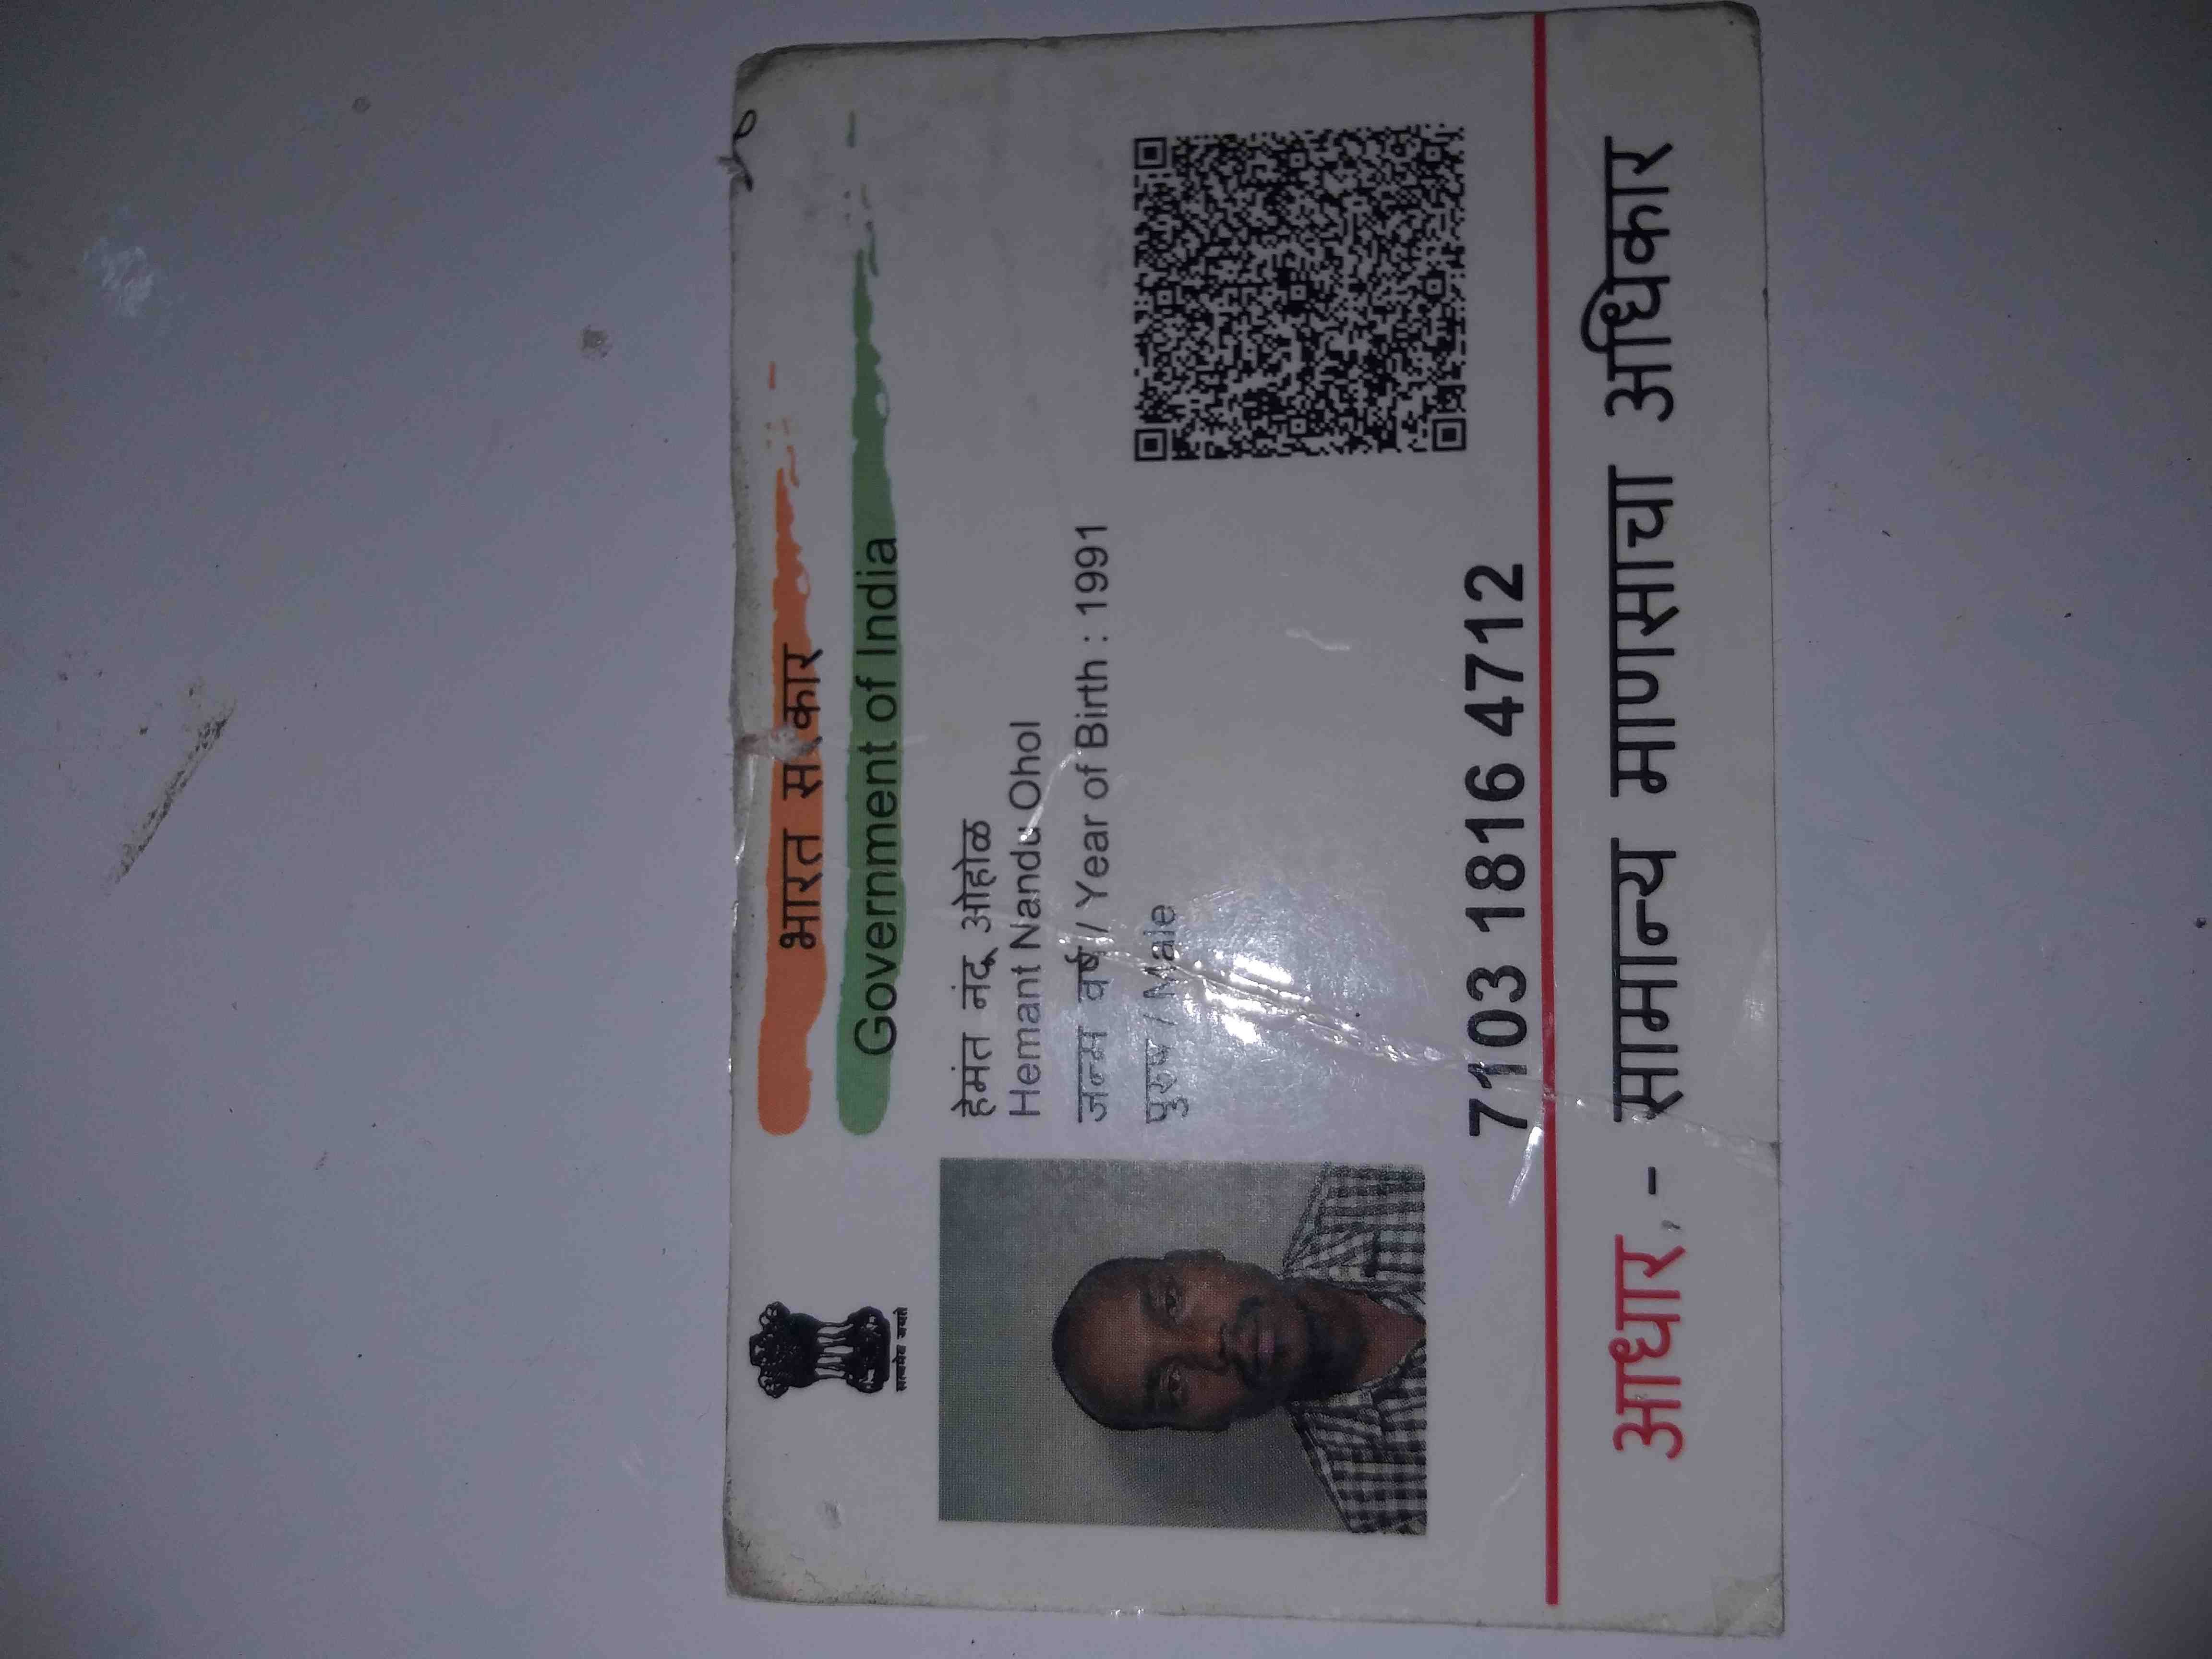 सत्यमेव जयते
भारत सरकार
Government of India
हेमंत नंदू ओहोळ
Hemant Nandu Ohol
जन्म वर्ष / Year of Birth : 1991
पुरुष / Male
7103 1816 4712
आधार - सामान्य माणसाचा अधिकार